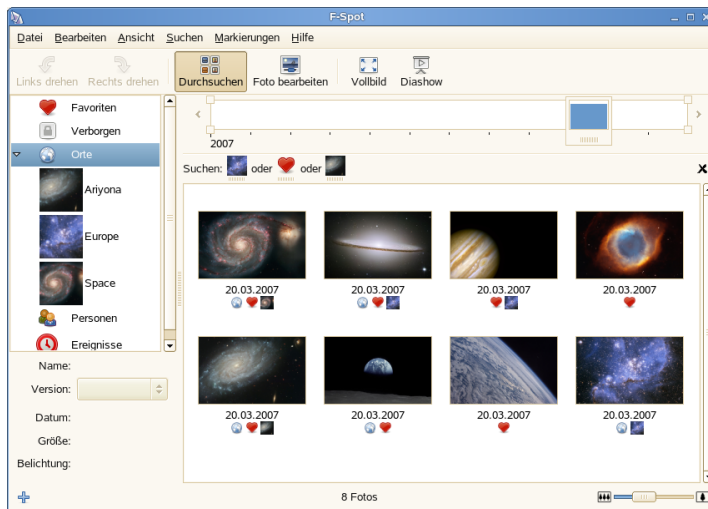 F-Spot
Datei Bearbeiten Ansicht Suchen Markierungen Hilfe
Links drehen Rechts drehen Durchsuchen Foto bearbeiten Vollbild Diashow
Favoriten
Verborgen
Orte
Ariyona
Europe
Space
Personen
Ereignisse
Name:
Version:
Datum:
Größe:
Belichtung:
2007
Suchen: oder oder
20.03.2007 20.03.2007 20.03.2007 20.03.2007
20.03.2007 20.03.2007 20.03.2007 20.03.2007
8 Fotos